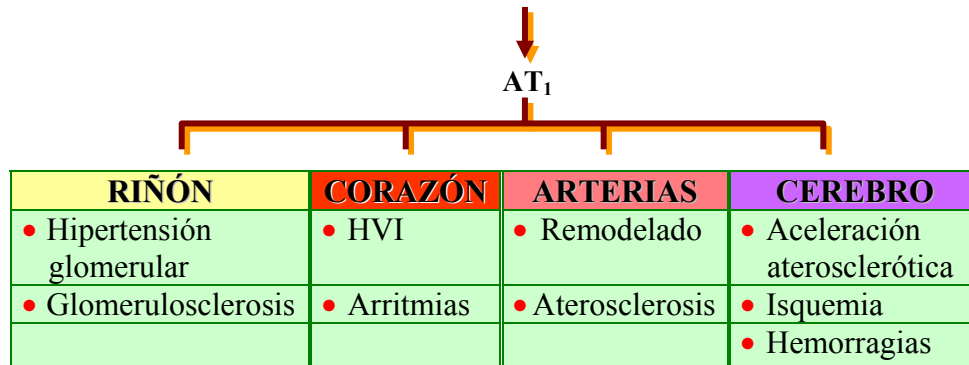 AT₁
RIÑÓN CORAZÓN ARTERIAS CEREBRO
• Hipertensión glomerular • HVI • Remodelado • Aceleración aterosclerótica
• Glomerulosclerosis • Arritmias • Aterosclerosis • Isquemia
• Hemorragias